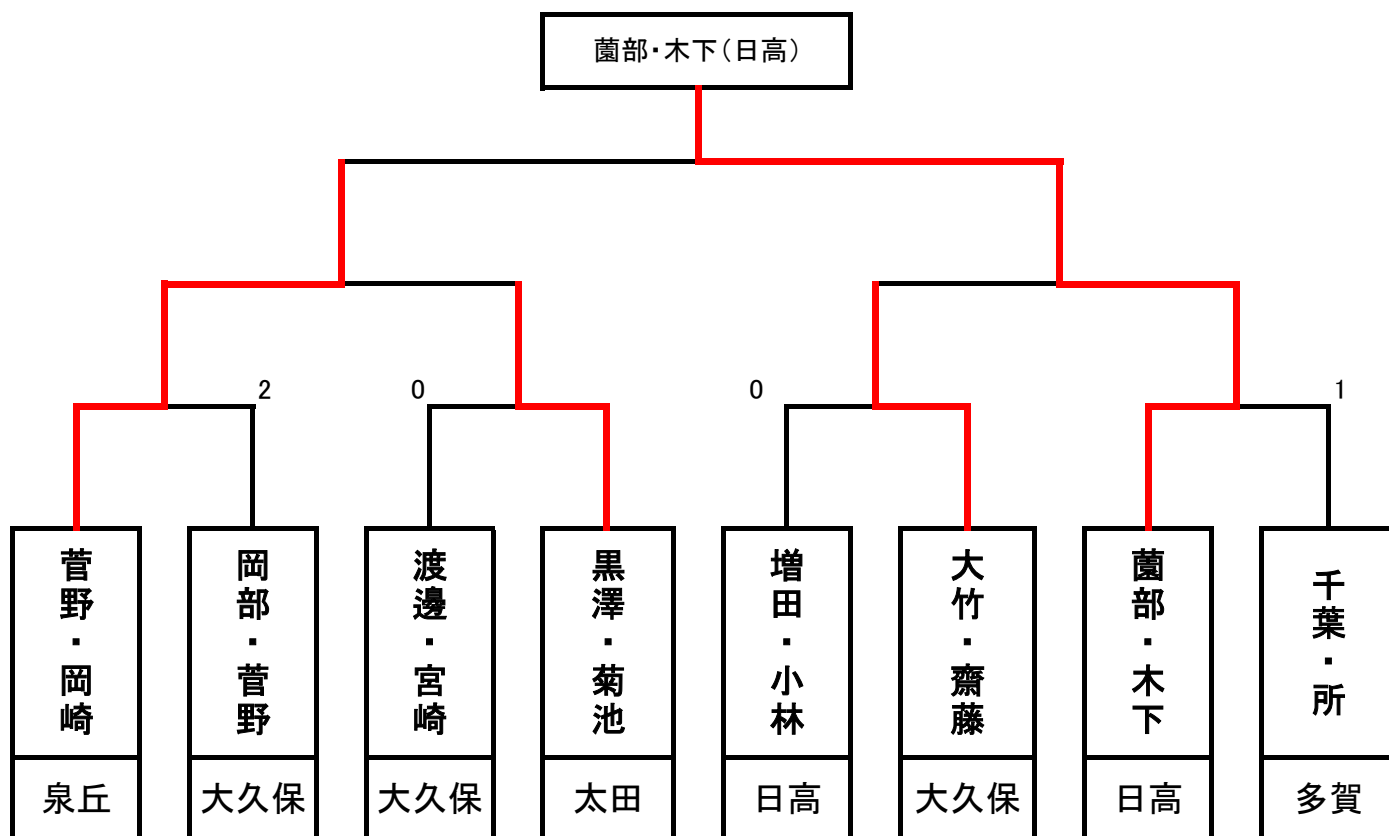 薗部・木下(日高)
2
0
0
1
菅野・岡崎
岡部・菅野
渡邊・宮崎
黒澤・菊池
増田・小林
大竹・齋藤
薗部・木下
千葉・所
泉丘
大久保
大久保
太田
日高
大久保
日高
多賀